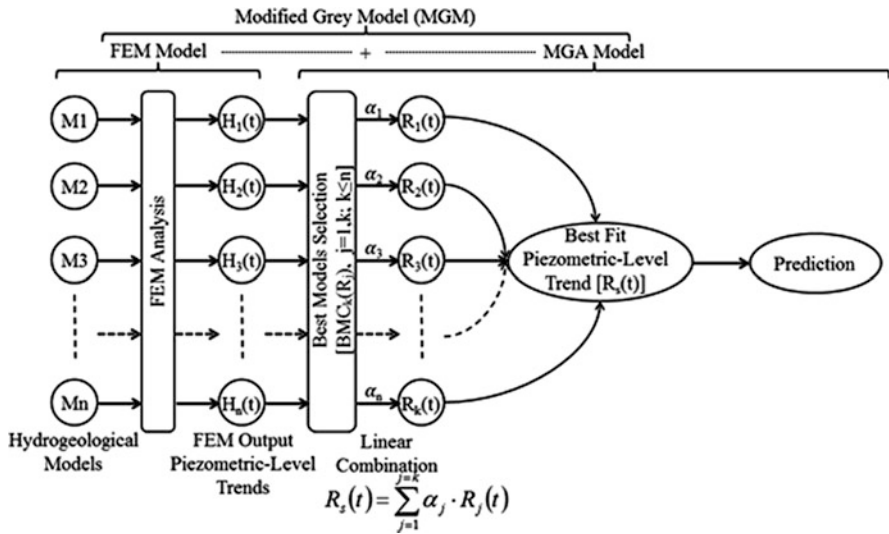 Modified Grey Model (MGM)
FEM Model + MGA Model
M1
M2
M3
Mn
FEM Analysis
H₁(t)
H₂(t)
H₃(t)
Hₙ(t)
Best Models Selection
[BMCₖ(Rⱼ), j=1,k; k≤n]
α₁
α₂
α₃
αₙ
R₁(t)
R₂(t)
R₃(t)
Rₖ(t)
Best Fit
Piezometric-Level
Trend [Rₛ(t)]
Prediction
Hydrogeological
Models
FEM Output
Piezometric-Level
Trends
Linear
Combination
Rₛ(t) = ∑_{j=1}^{j=k} αⱼ · Rⱼ(t)